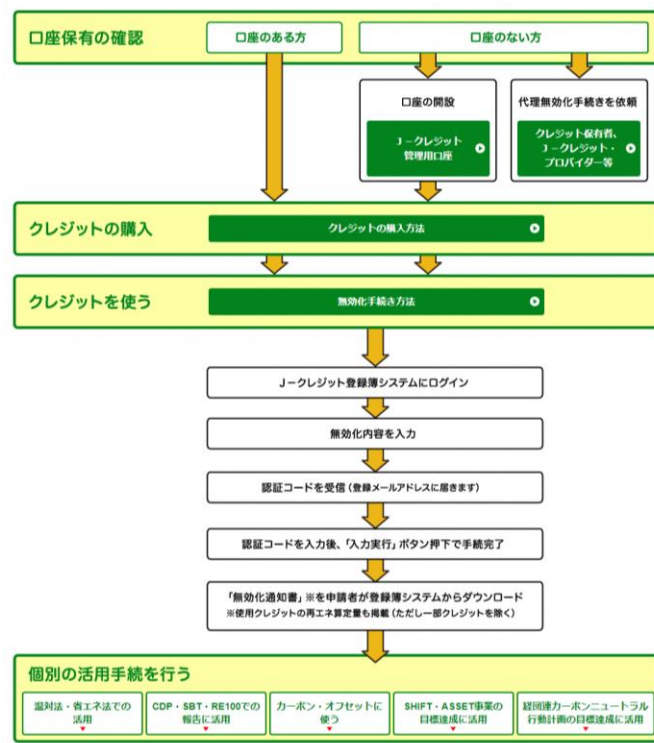 口座保有の確認
口座のある方
口座のない方
口座の開設
J－クレジット
管理用口座
代理無効化手続きを依頼
クレジット保有者、
J－クレジット・
プロバイダー等
クレジットの購入
クレジットの購入方法
クレジットを使う
無効化手続き方法
J－クレジット登録簿システムにログイン
無効化内容を入力
認証コードを受信（登録メールアドレスに届きます）
認証コードを入力後、「入力実行」ボタン押下で手続完了
「無効化通知書」※を申請者が登録簿システムからダウンロード
※使用クレジットの再エネ算定量も掲載（ただし一部クレジットを除く）
個別の活用手続を行う
温対法・省エネ法での
活用
CDP・SBT・RE100での
報告に活用
カーボン・オフセットに
使う
SHIFT・ASSET事業の
目標達成に活用
経団連カーボンニュートラル
行動計画の目標達成に活用